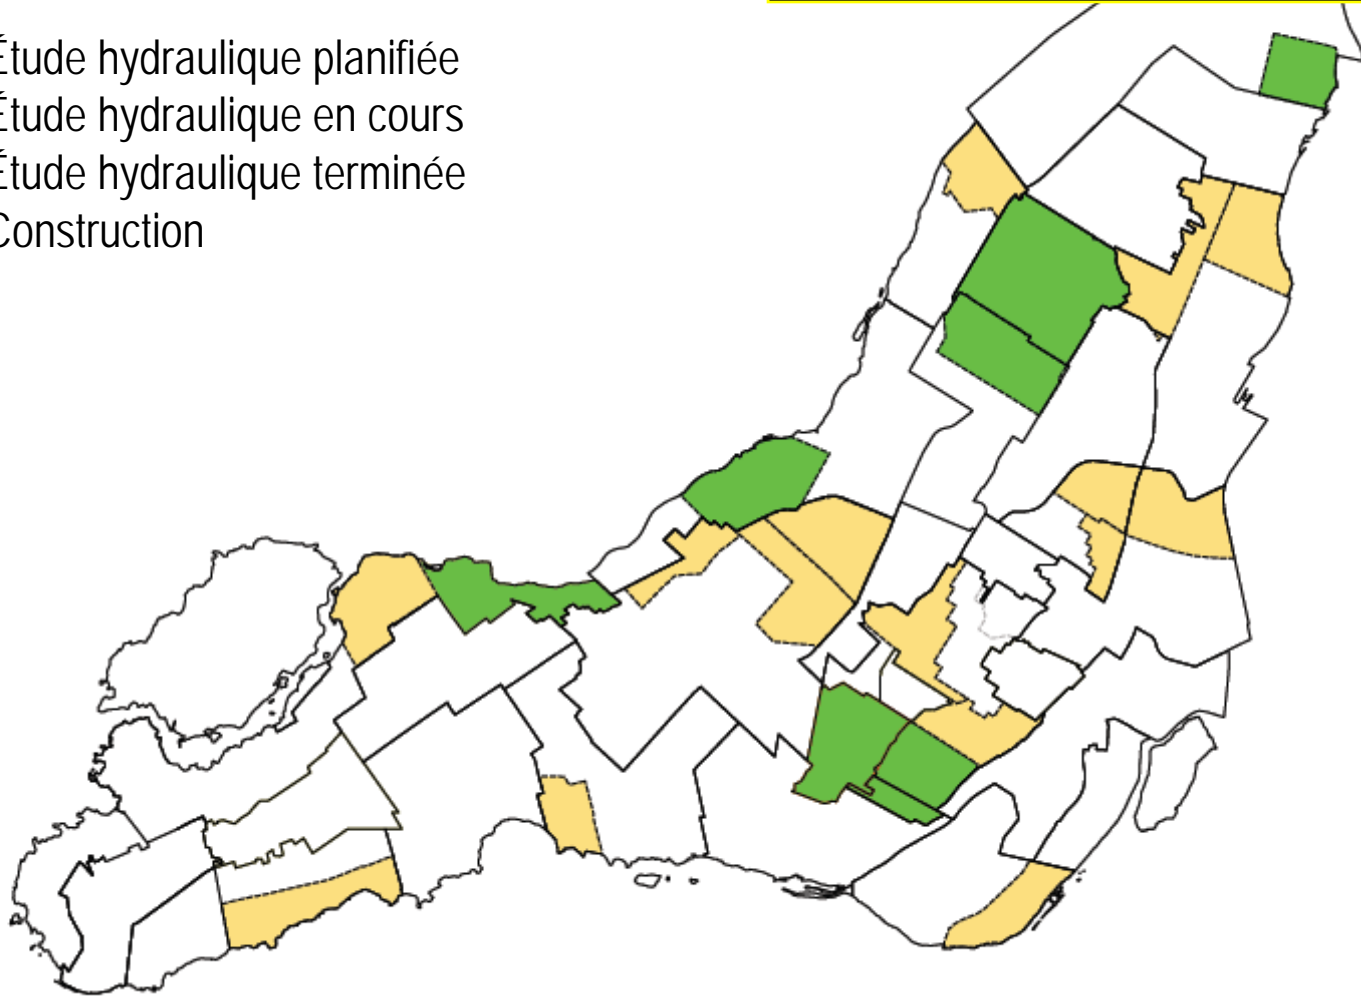 Étude hydraulique planifiée
Étude hydraulique en cours
Étude hydraulique terminée
Construction